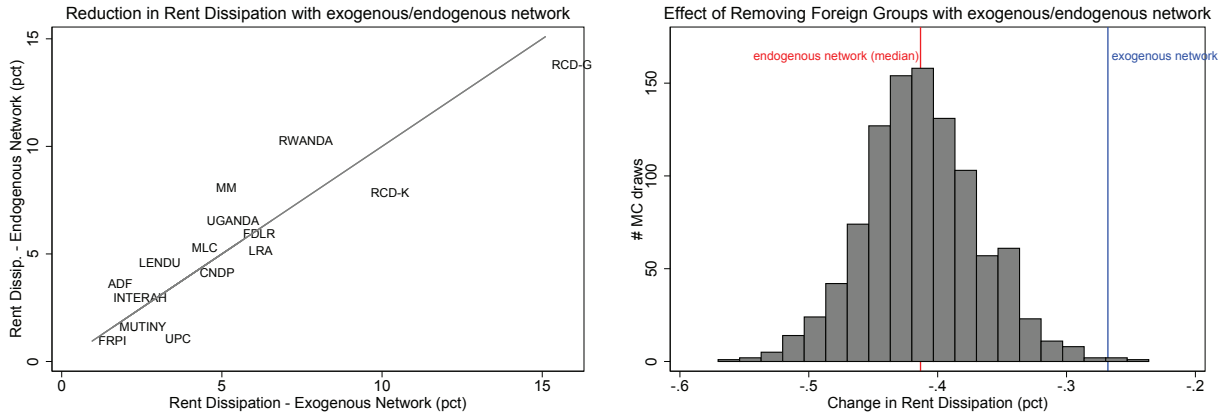 Reduction in Rent Dissipation with exogenous/endogenous network
Rent Dissip. - Endogenous Network (pct)
15
10
5
0
RCD-G
RWANDA
MM
RCD-K
UGANDA
FDLR
MLC
LRA
LENDU
CNDP
ADF
INTERAH
MUTINY
UPC
FRPI
0 5 10 15
Rent Dissipation - Exogenous Network (pct)
Effect of Removing Foreign Groups with exogenous/endogenous network
endogenous network (median)
exogenous network
# MC draws
150
100
50
0
-.6 -.5 -.4 -.3 -.2
Change in Rent Dissipation (pct)